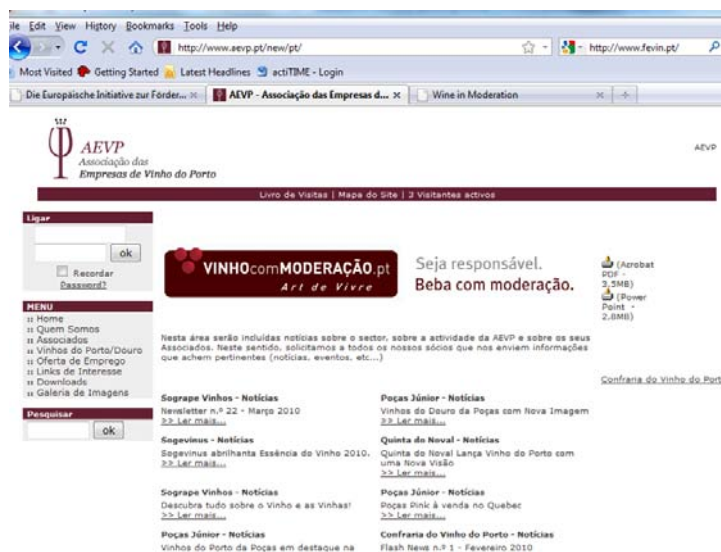 ile Edit View History Bookmarks Tools Help
http://www.aevp.pt/new/pt/
http://www.fevin.pt/
Most Visited Getting Started Latest Headlines actiTIME - Login
Die Europäische Initiative zur Förder... AEVP - Associação das Empresas d... Wine in Moderation
AEVP
Associação das
Empresas de Vinho do Porto
AEVP
Livro de Visitas | Mapa do Site | 3 Visitantes activos
Ligar
ok
Recordar
Password?
MENU
:: Home
:: Quem Somos
:: Associados
:: Vinhos do Porto/Douro
:: Oferta de Emprego
:: Links de Interesse
:: Downloads
:: Galeria de Imagens
Pesquisar
ok
VINHOcomMODERAÇÃO.pt
Art de Vivre
Seja responsável.
Beba com moderação.
(Acrobat
PDF -
3,5MB)
(Power
Point -
2,8MB)
Nesta área serão incluídas notícias sobre o sector, sobre a actividade da AEVP e sobre os seus
Associados. Neste sentido, solicitamos a todos os nossos sócios que nos enviem informações
que achem pertinentes (notícias, eventos, etc...)
Confraria do Vinho do Port
Sogrape Vinhos - Notícias
Newsletter n.º 22 - Março 2010
>> Ler mais...
Poças Júnior - Notícias
Vinhos do Douro da Poças com Nova Imagem
>> Ler mais...
Sogevinus - Notícias
Sogevinus abrilhanta Essência do Vinho 2010.
>> Ler mais...
Quinta do Noval - Notícias
Quinta do Noval Lança Vinho do Porto com
uma Nova Visão
>> Ler mais...
Sogrape Vinhos - Notícias
Descubra tudo sobre o Vinho e as Vinhas!
>> Ler mais...
Poças Júnior - Notícias
Poças Pink à venda no Quebec
>> Ler mais...
Poças Júnior - Notícias
Vinhos do Porto da Poças em destaque na
Confraria do Vinho do Porto - Notícias
Flash News n.º 1 - Fevereiro 2010